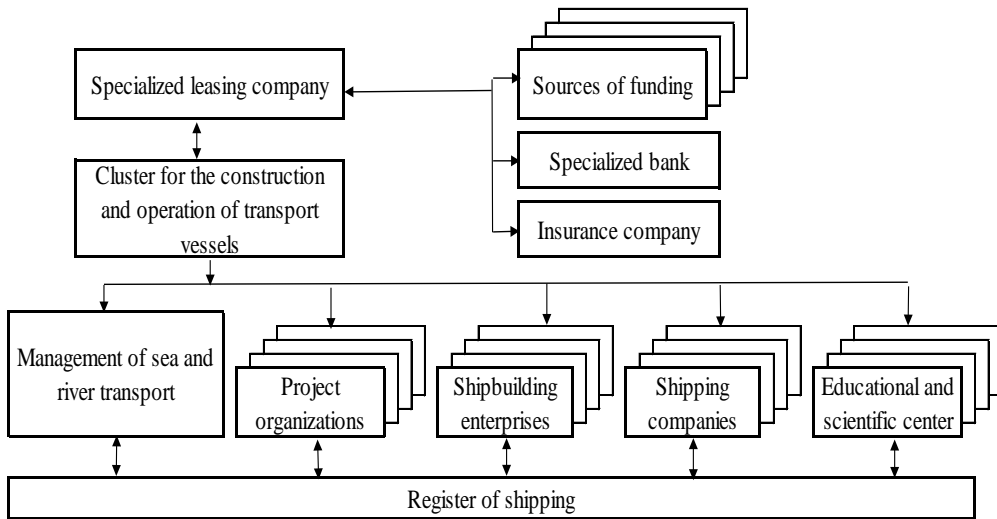 Specialized leasing company
Sources of funding
Specialized bank
Insurance company
Cluster for the construction
and operation of transport
vessels
Management of sea and
river transport
Project
organizations
Shipbuilding
enterprises
Shipping
companies
Educational and
scientific center
Register of shipping